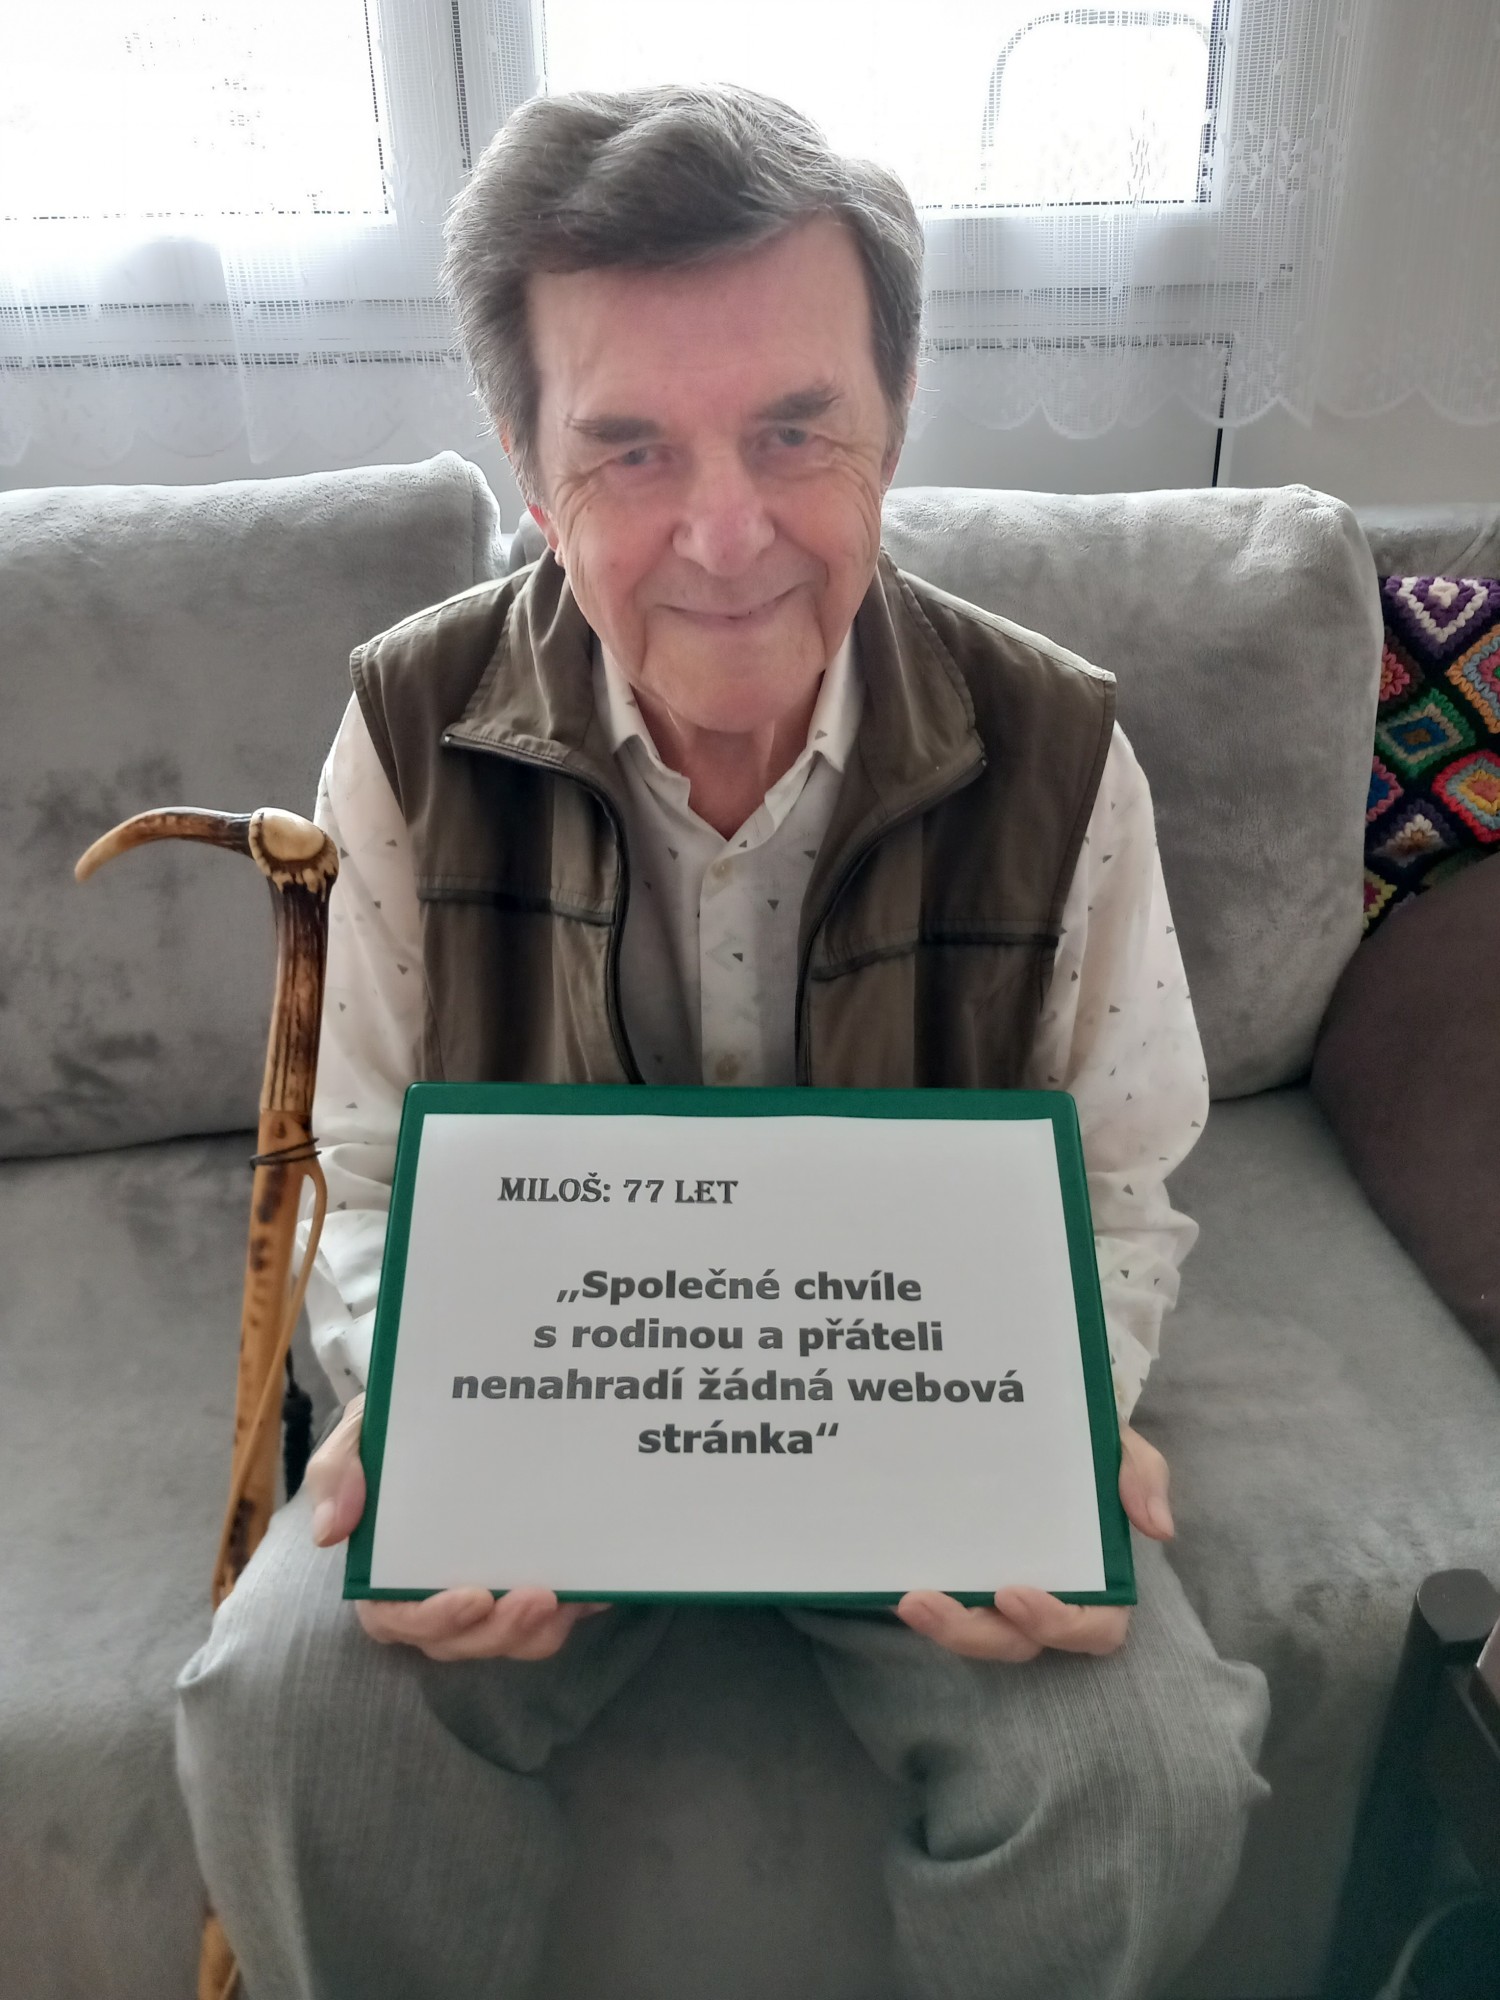 MILOŠ: 77 LET
„Společné chvíle
s rodinou a přáteli
nenahradí žádná webová
stránka“